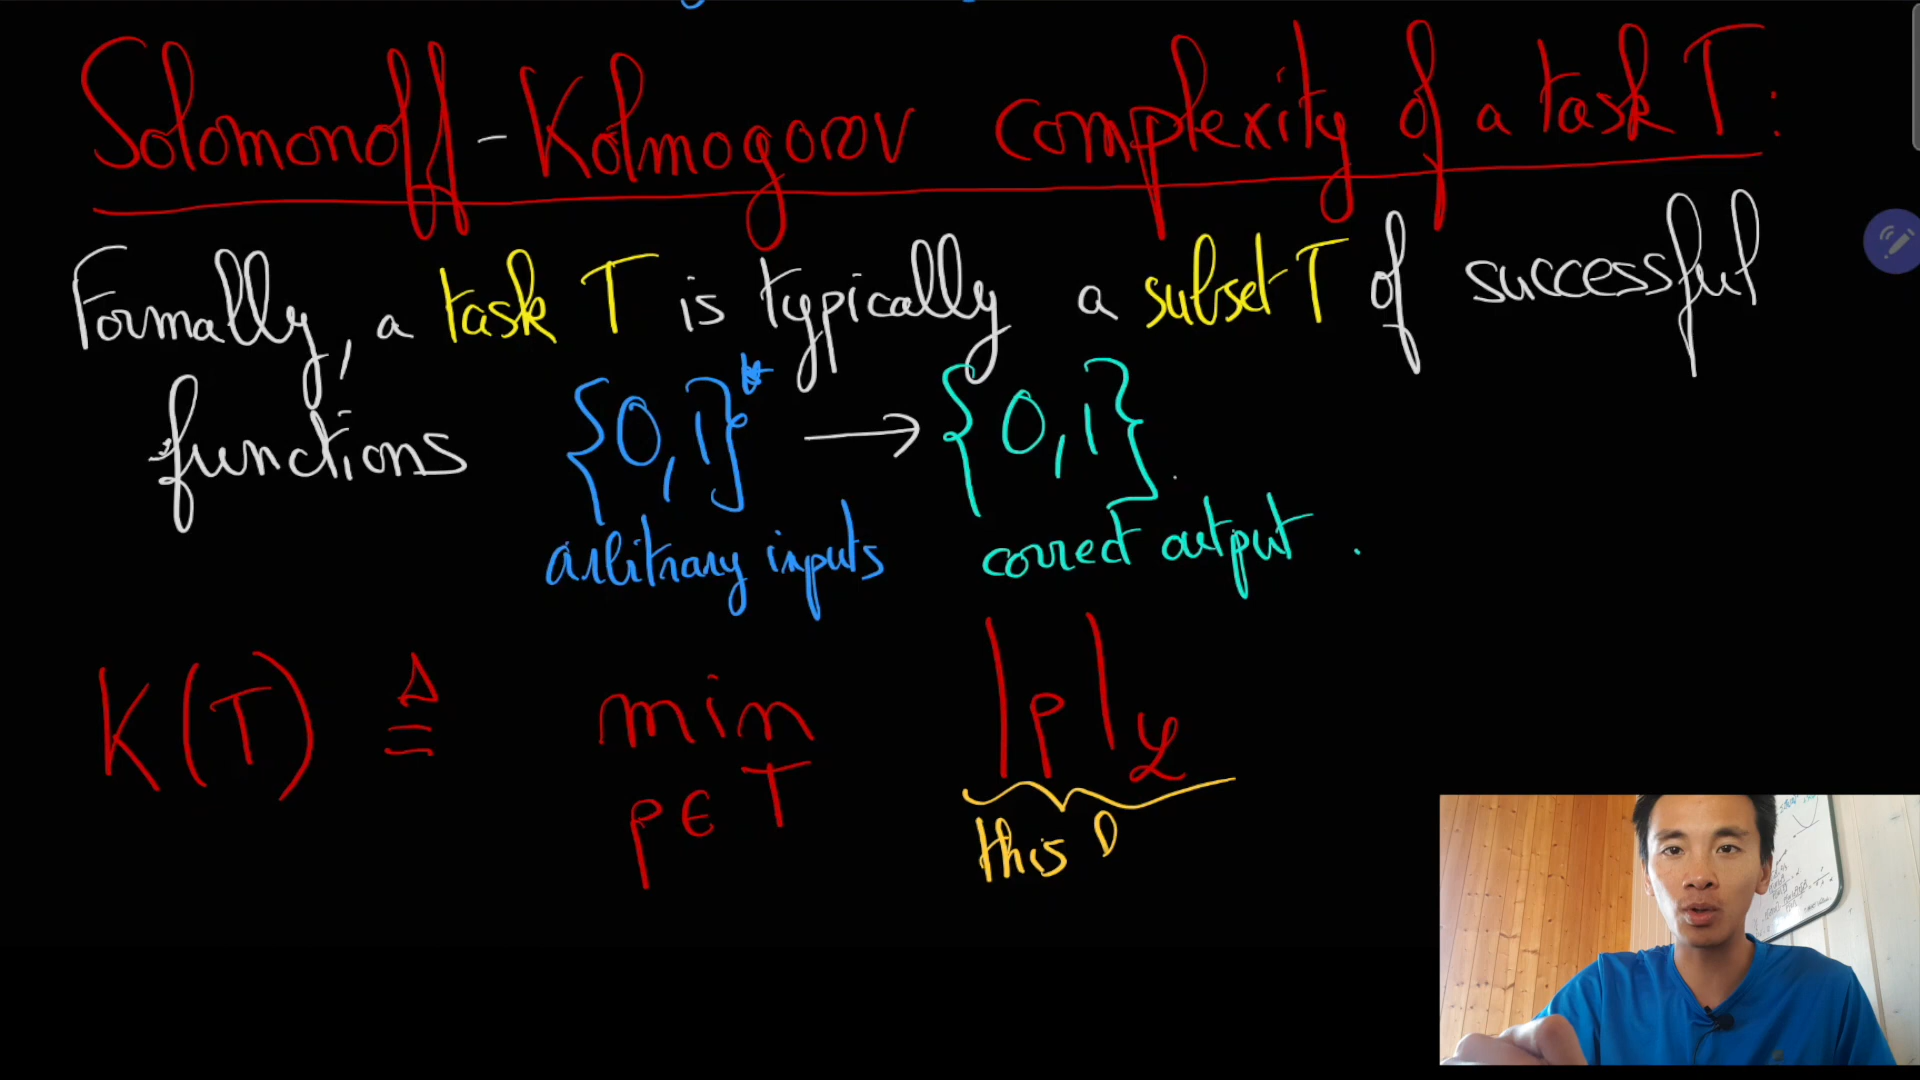 Solomonoff-Kolmogorov complexity of a task T:
Formally, a task T is typically a subset T of successful
functions {0,1}* → {0,1}.
arbitrary inputs correct output.
K(T) ≜ min |p|
p ∈ T
this